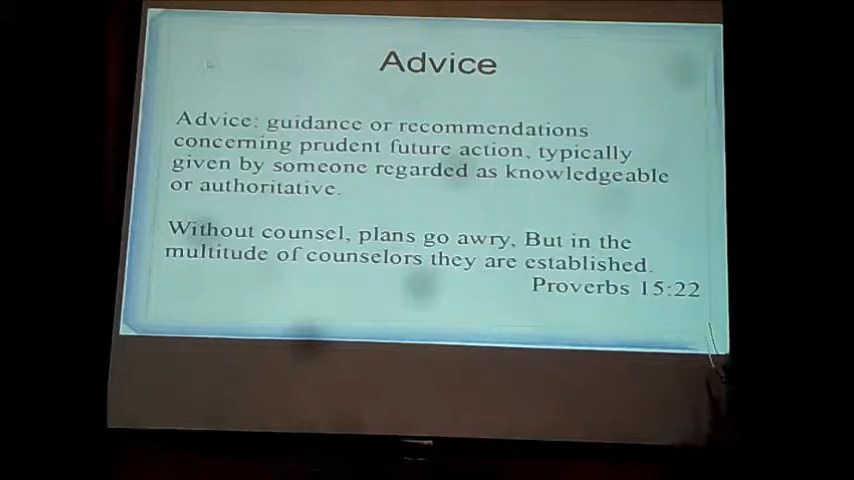 Advice
Advice: guidance or recommendations
concerning prudent future action, typically
given by someone regarded as knowledgeable
or authoritative.
Without counsel, plans go awry, But in the
multitude of counselors they are established.
Proverbs 15:22